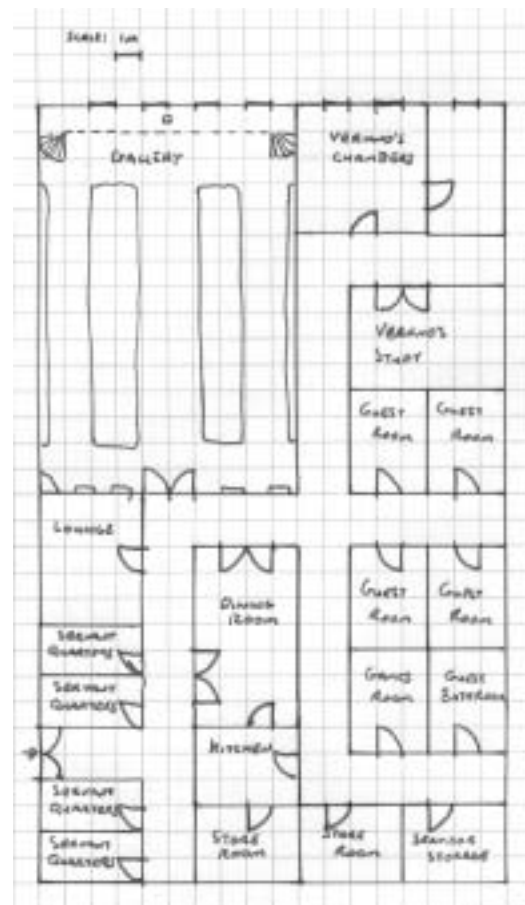 SCALE: 1M
GALLERY
VERANO'S
CHAMBERS
VERANO'S
STUDY
GUEST
ROOM
GUEST
ROOM
LOUNGE
DINING
ROOM
GUEST
ROOM
GUEST
ROOM
SERVANT
QUARTERS
SERVANT
QUARTERS
GAMES
ROOM
GUEST
BATHROOM
KITCHEN
SERVANT
QUARTERS
SERVANT
QUARTERS
STORE
ROOM
STORE
ROOM
STORAGE